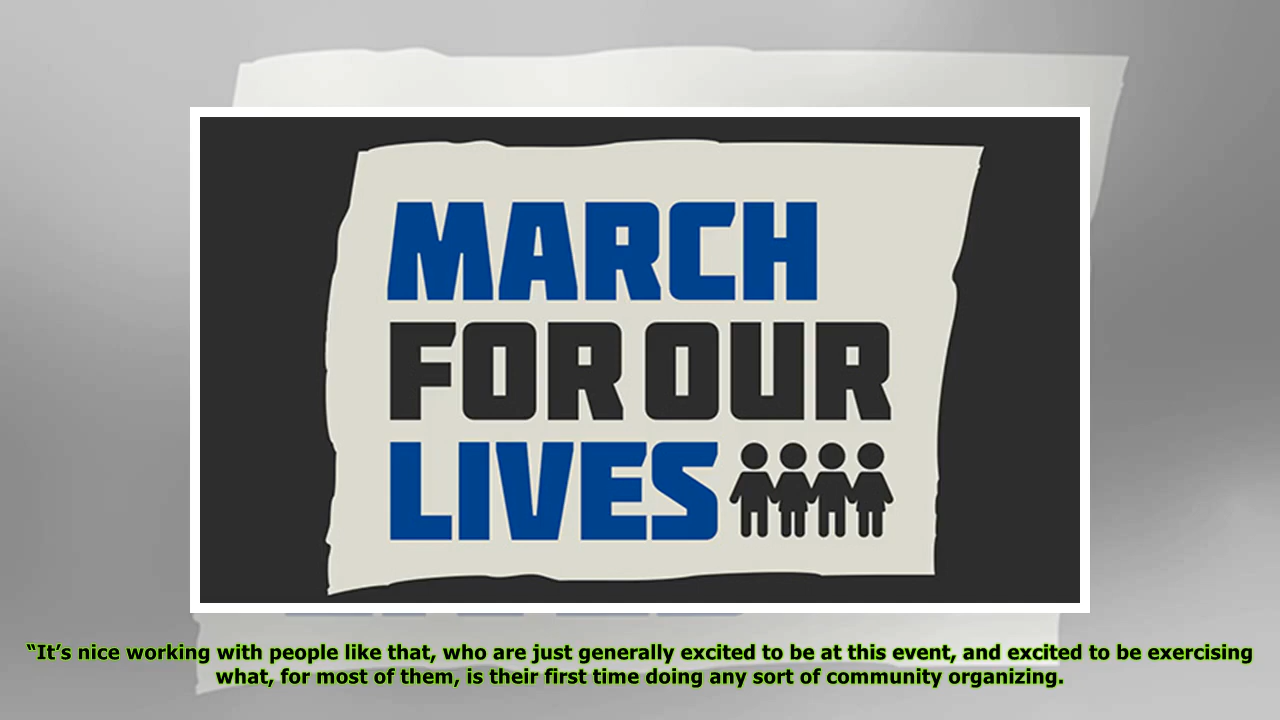 MARCH
FOR OUR
LIVES
“It’s nice working with people like that, who are just generally excited to be at this event, and excited to be exercising
what, for most of them, is their first time doing any sort of community organizing.